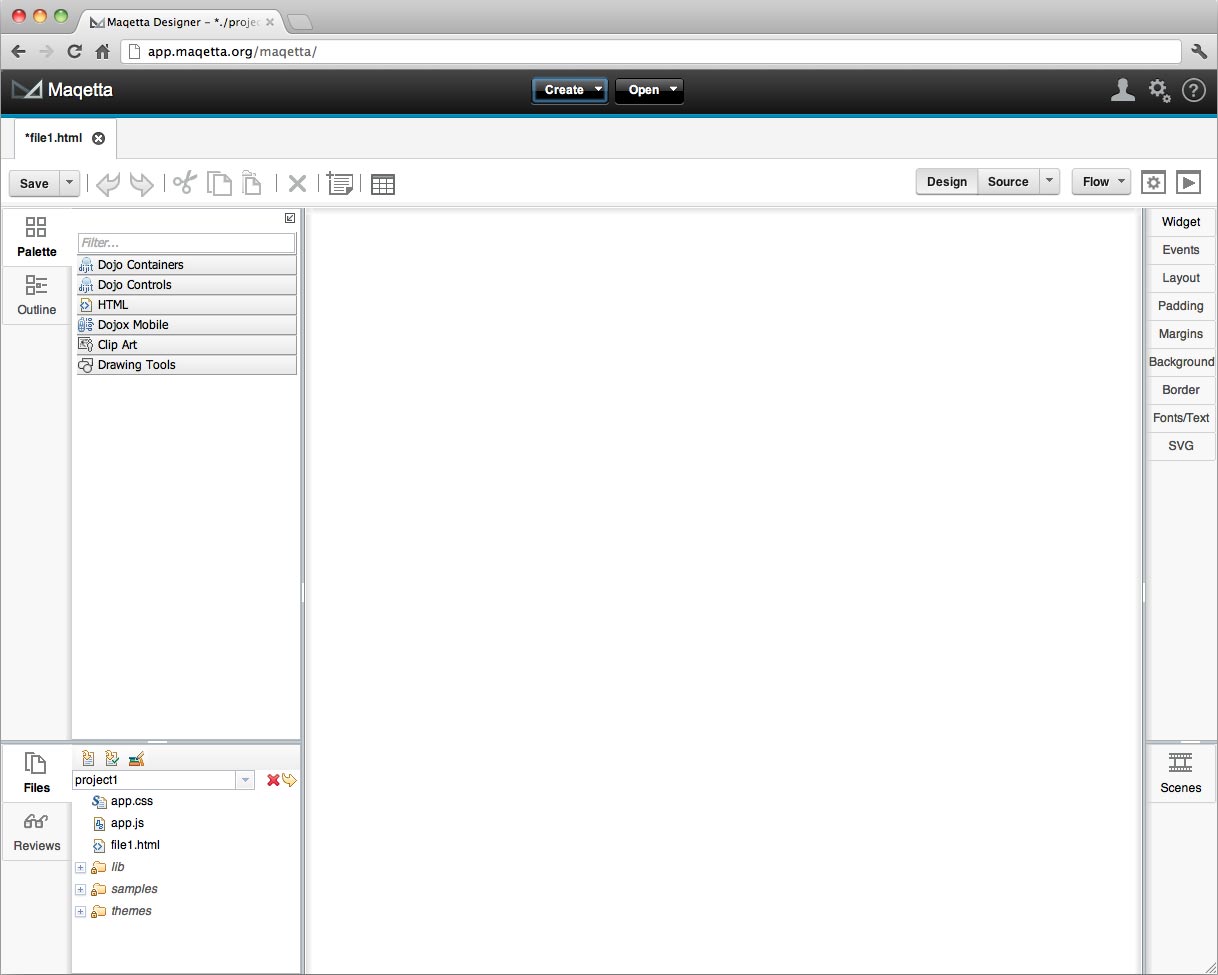 Maqetta Designer – *./projec
app.maqetta.org/maqetta/
Maqetta
Create
Open
*file1.html
Save
Design
Source
Flow
Palette
Outline
Filter...
dijit Dojo Containers
dijit Dojo Controls
HTML
Dojox Mobile
Clip Art
Drawing Tools
Widget
Events
Layout
Padding
Margins
Background
Border
Fonts/Text
SVG
Files
Reviews
project1
app.css
app.js
file1.html
lib
samples
themes
Scenes